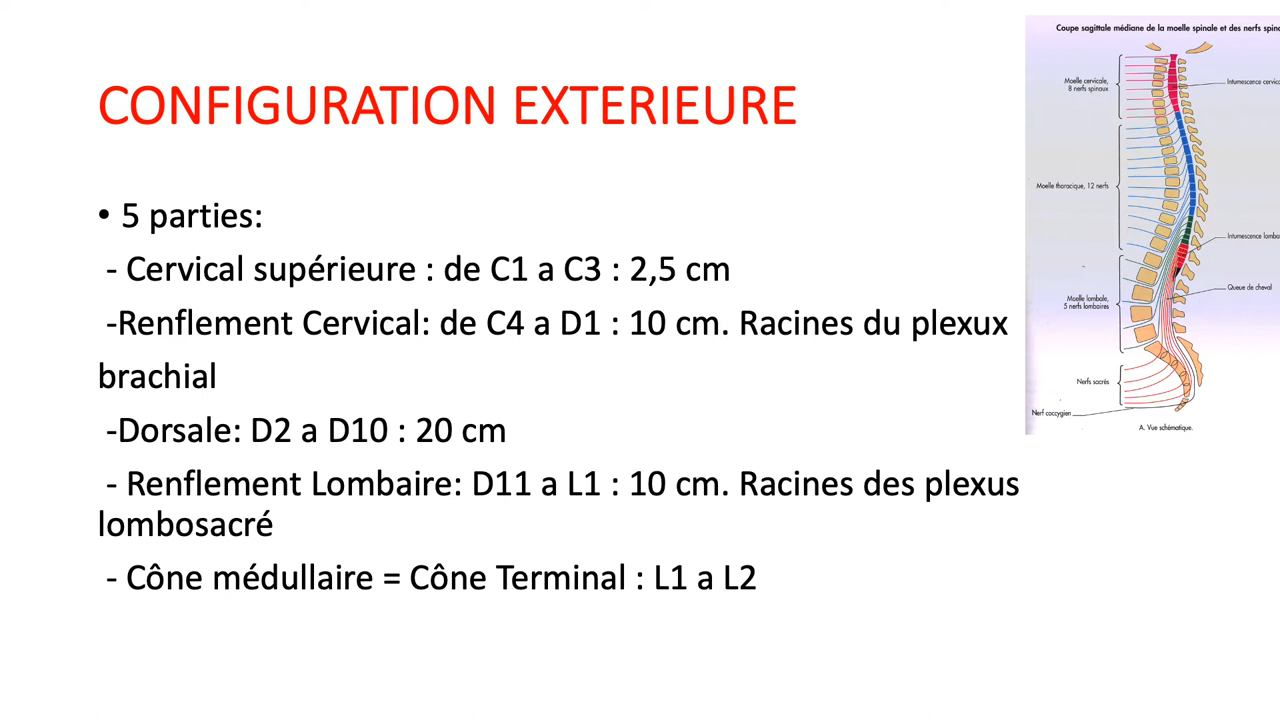 CONFIGURATION EXTERIEURE
• 5 parties:
- Cervical supérieure : de C1 a C3 : 2,5 cm
-Renflement Cervical: de C4 a D1 : 10 cm. Racines du plexux
brachial
-Dorsale: D2 a D10 : 20 cm
- Renflement Lombaire: D11 a L1 : 10 cm. Racines des plexus
lombosacré
- Cône médullaire = Cône Terminal : L1 a L2
Coupe sagittale médiane de la moelle spinale et des nerfs
Moelle cervicale,
8 nerfs spinaux
Intumescence
Moelle thoracique, 12 nerfs
Intumescence
Moelle lombale,
5 nerfs lombaires
Queue de cheval
Nerfs sacrés
Nerf coccygien
A. Vue schématique.